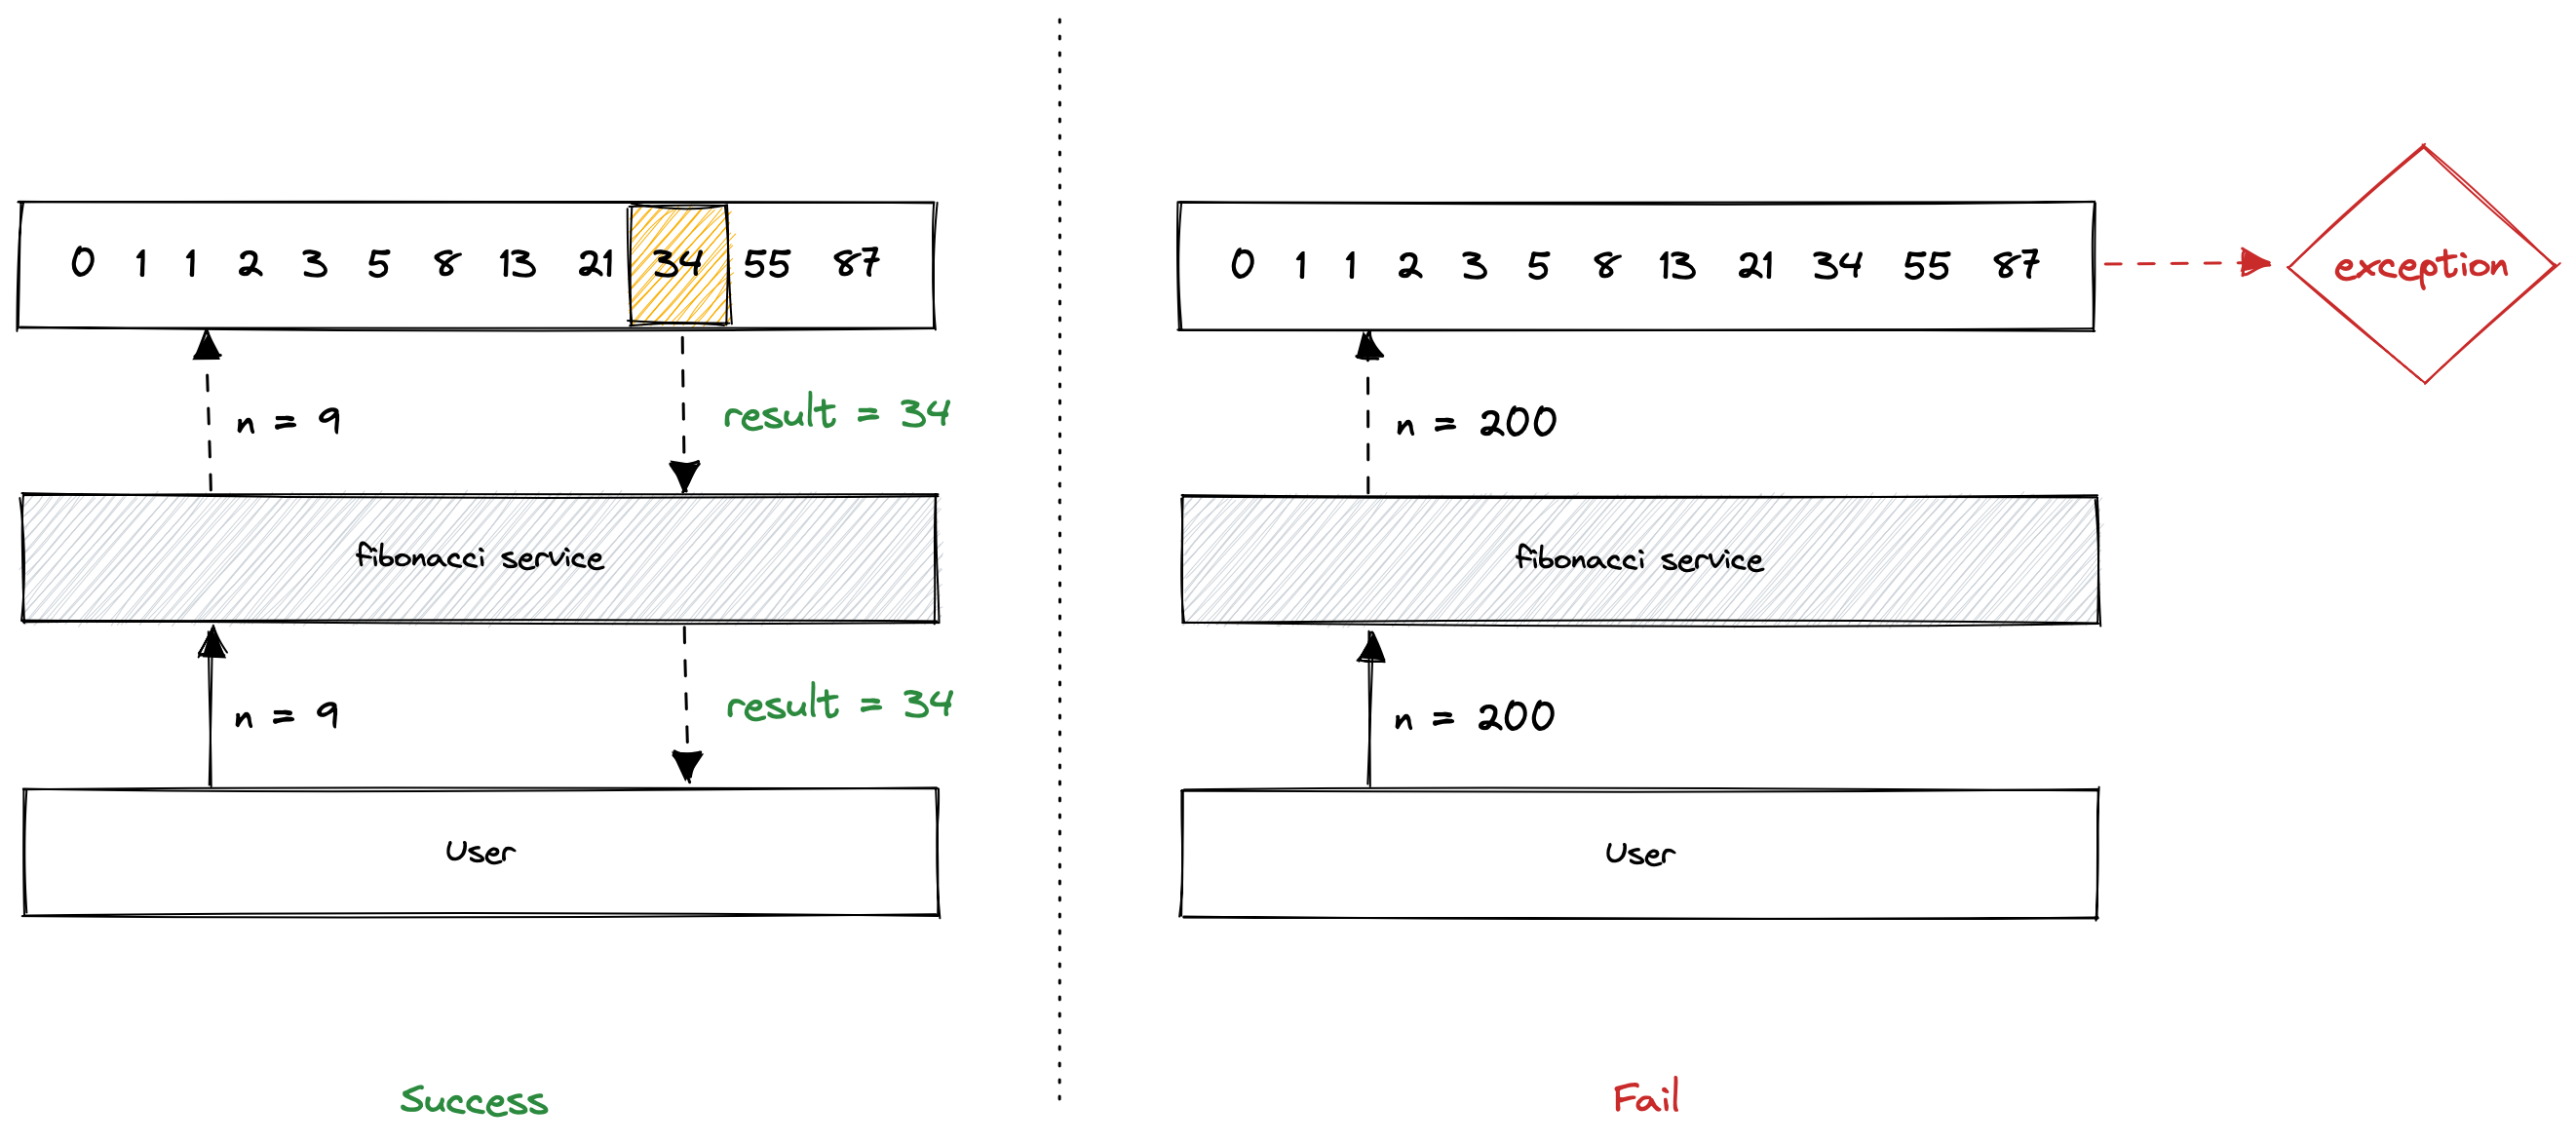 0 1 1 2 3 5 8 13 21 34 55 87
n = 9
result = 34
fibonacci service
n = 9
result = 34
User
Success
0 1 1 2 3 5 8 13 21 34 55 87
exception
n = 200
fibonacci service
n = 200
User
Fail